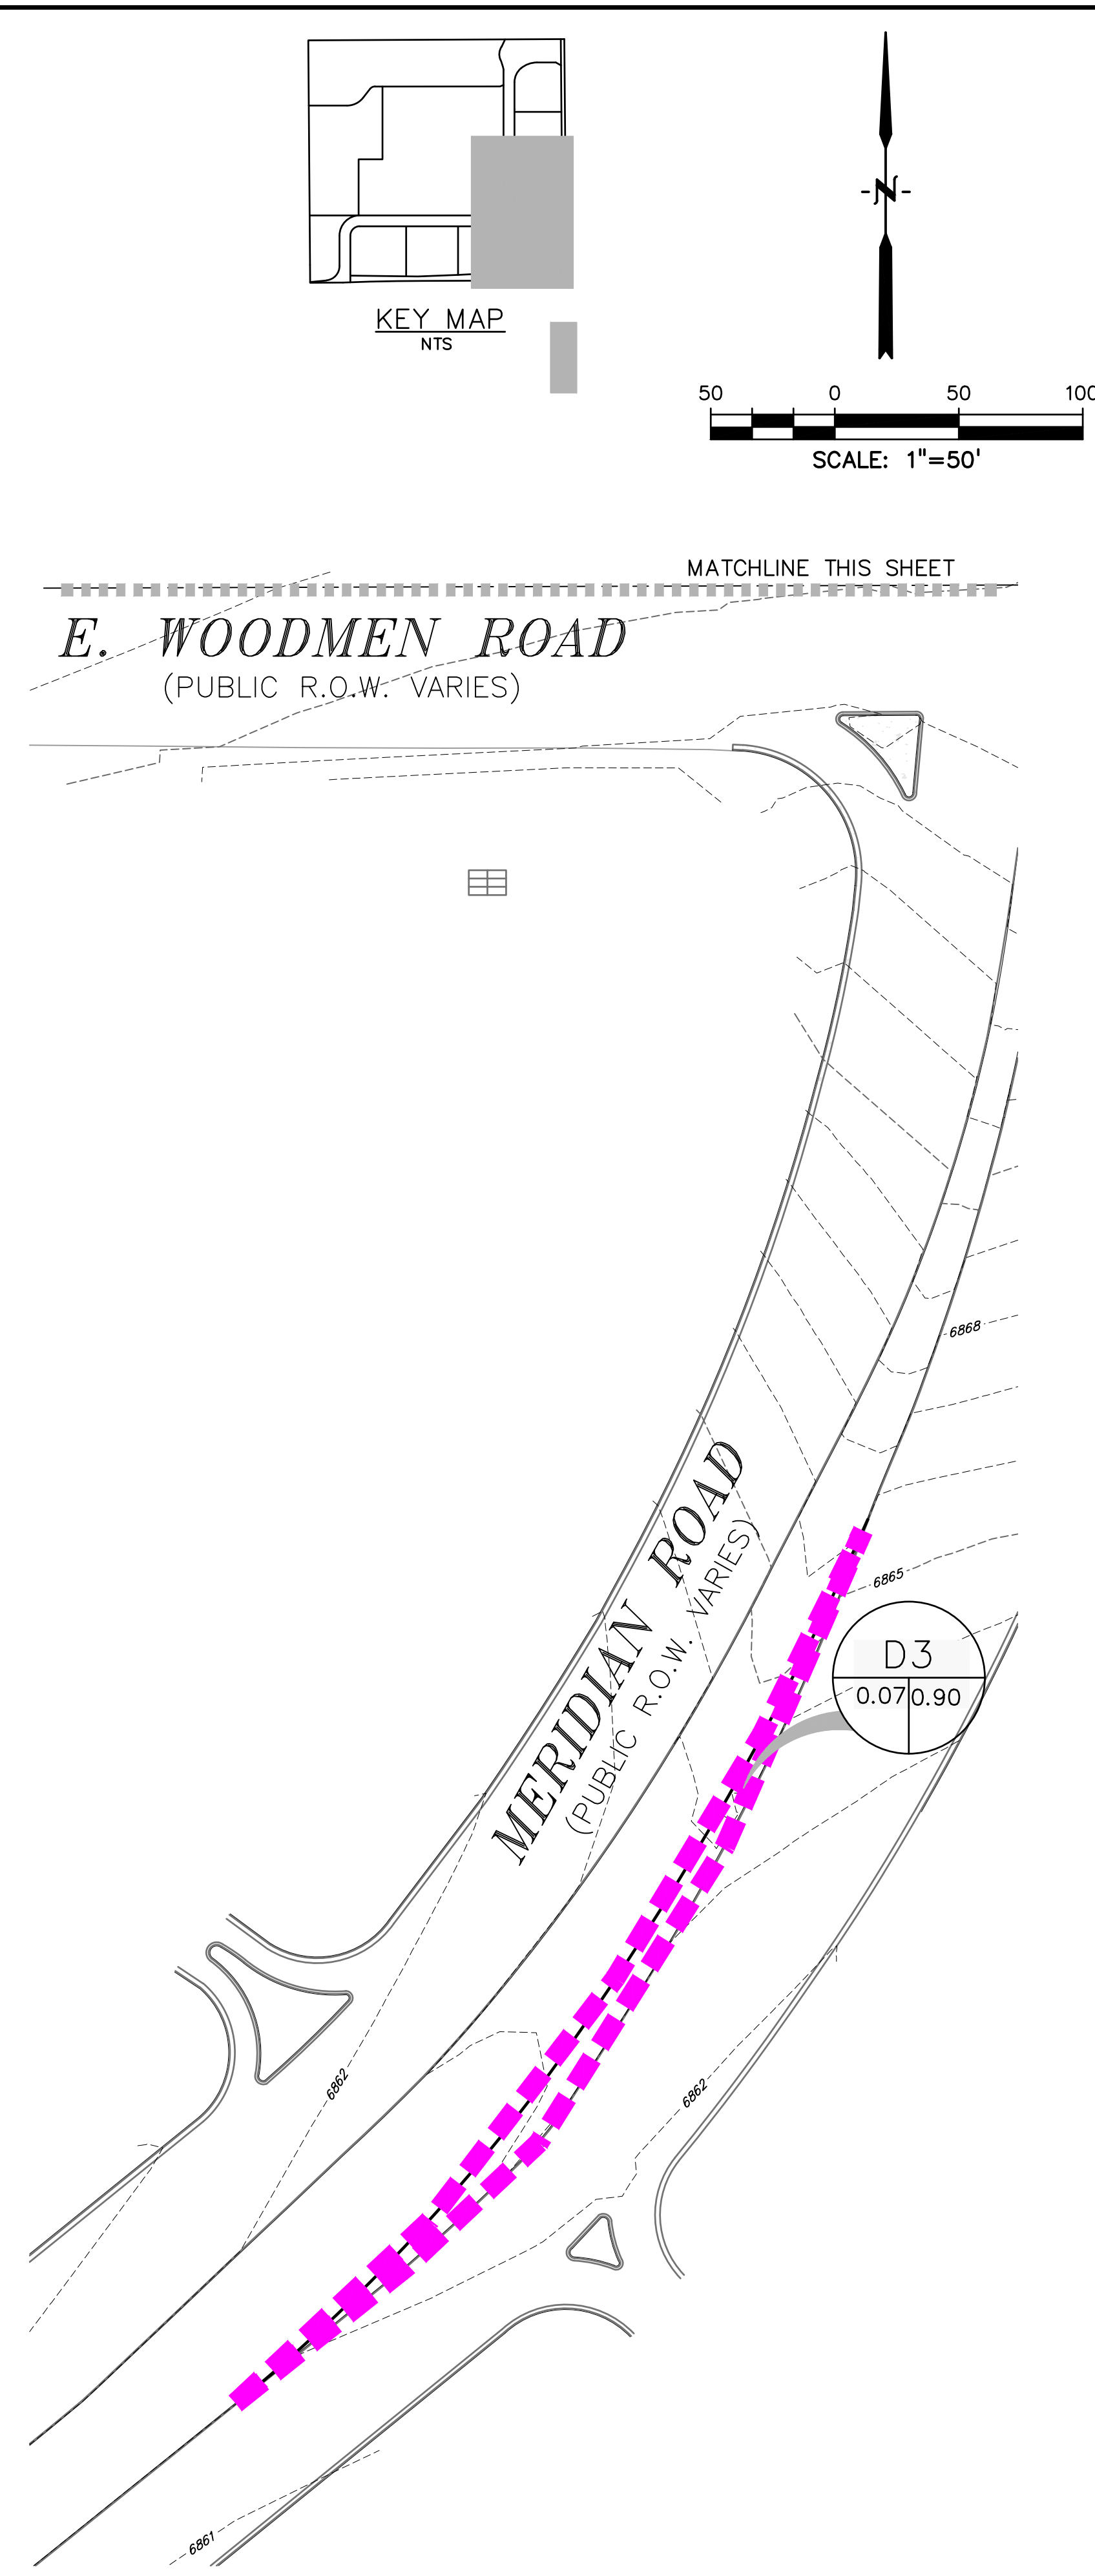 KEY MAP
NTS
N
50 0 50 100
SCALE: 1"=50'
MATCHLINE THIS SHEET
E. WOODMEN ROAD
(PUBLIC R.O.W. VARIES)
6868
MERIDIAN ROAD
(PUBLIC R.O.W. VARIES)
6865
D3
0.07 0.90
6862
6862
6861